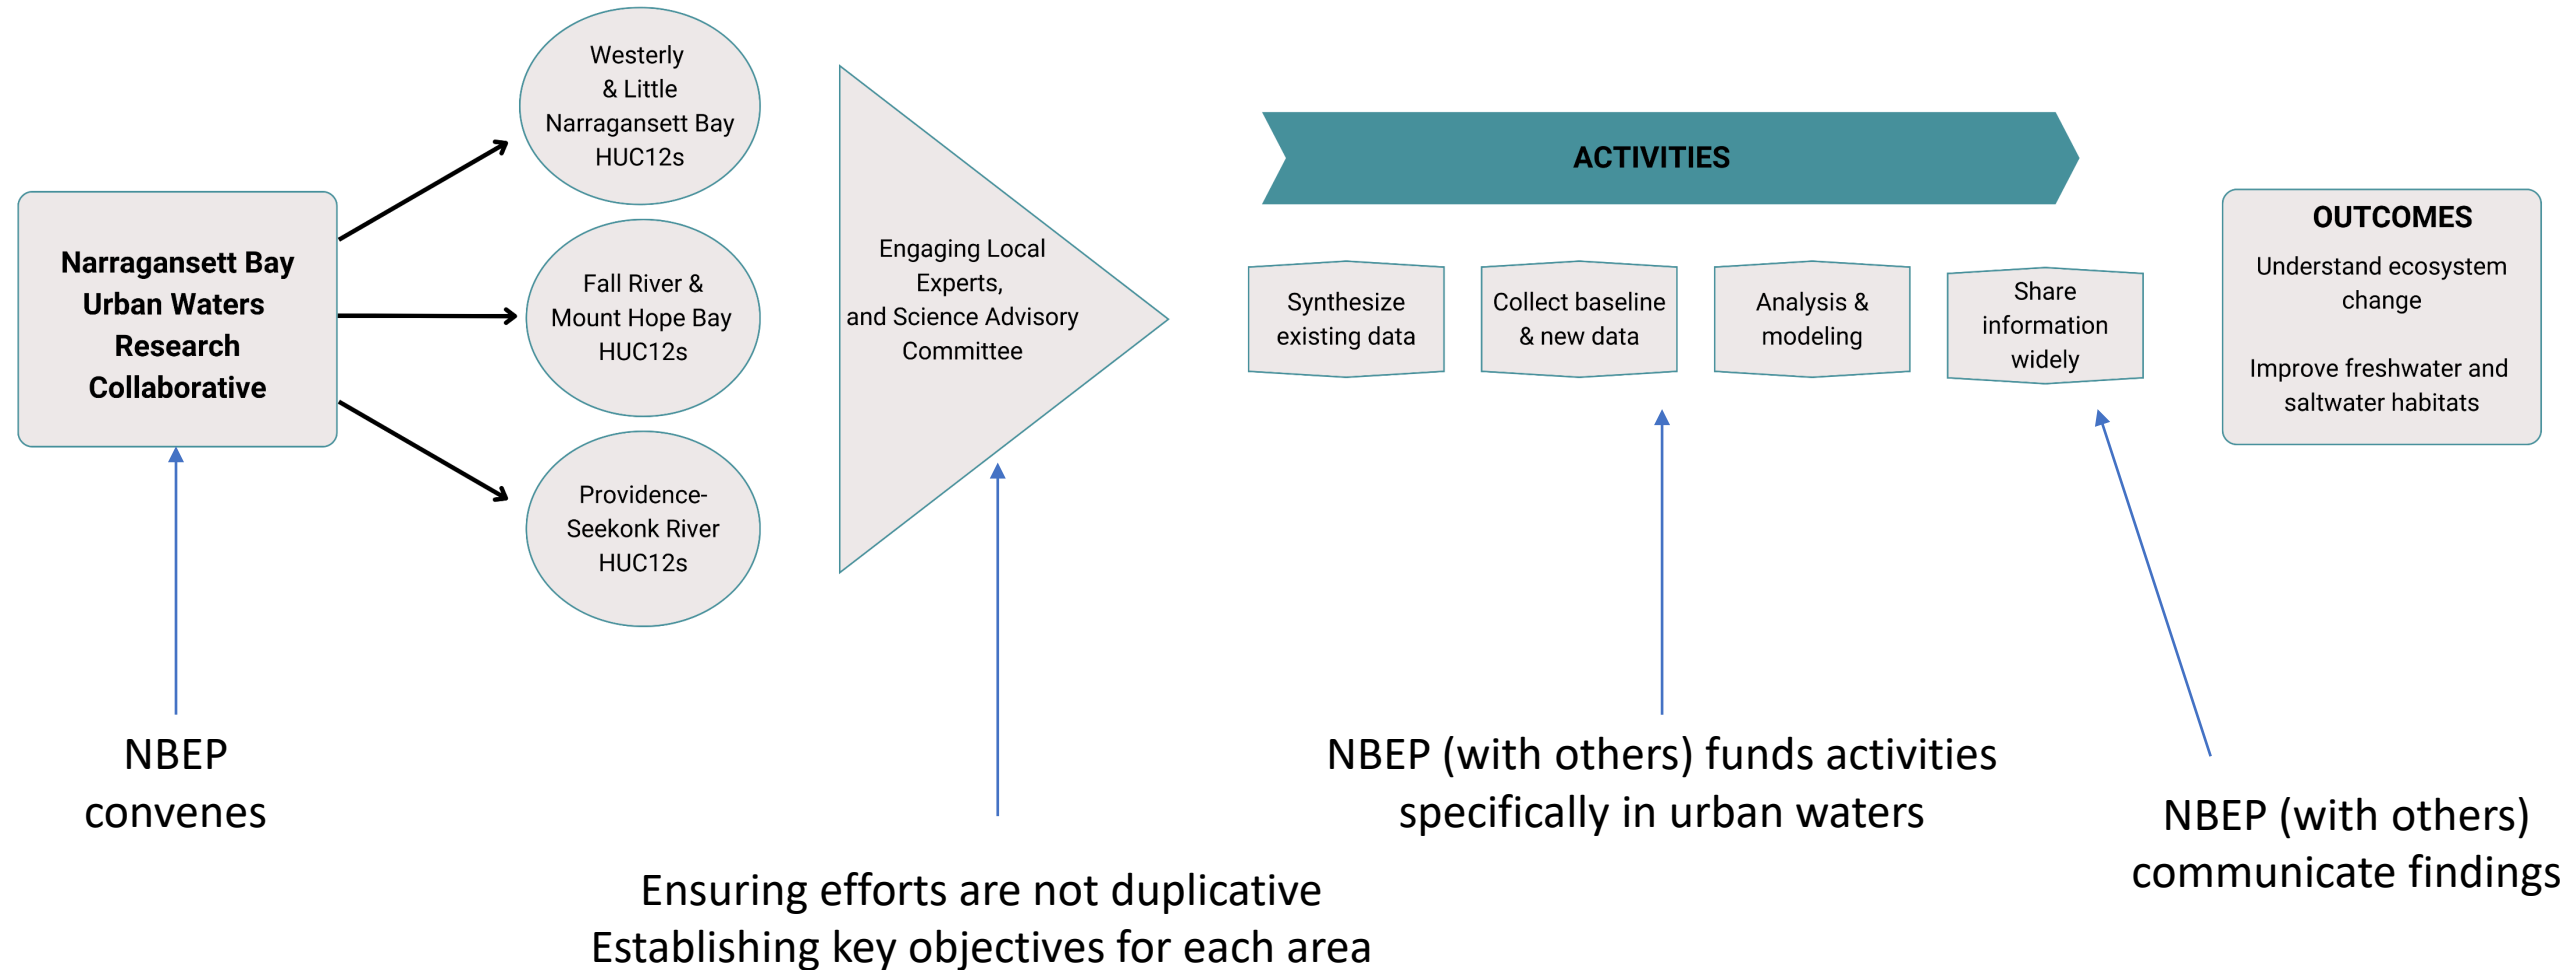 Narragansett Bay
Urban Waters
Research
Collaborative
Westerly
& Little
Narragansett Bay
HUC12s
Fall River &
Mount Hope Bay
HUC12s
Providence-
Seekonk River
HUC12s
Engaging Local
Experts,
and Science Advisory
Committee
ACTIVITIES
Synthesize
existing data
Collect baseline
& new data
Analysis &
modeling
Share
information
widely
OUTCOMES
Understand ecosystem
change
Improve freshwater and
saltwater habitats
NBEP
convenes
Ensuring efforts are not duplicative
Establishing key objectives for each area
NBEP (with others) funds activities
specifically in urban waters
NBEP (with others)
communicate findings